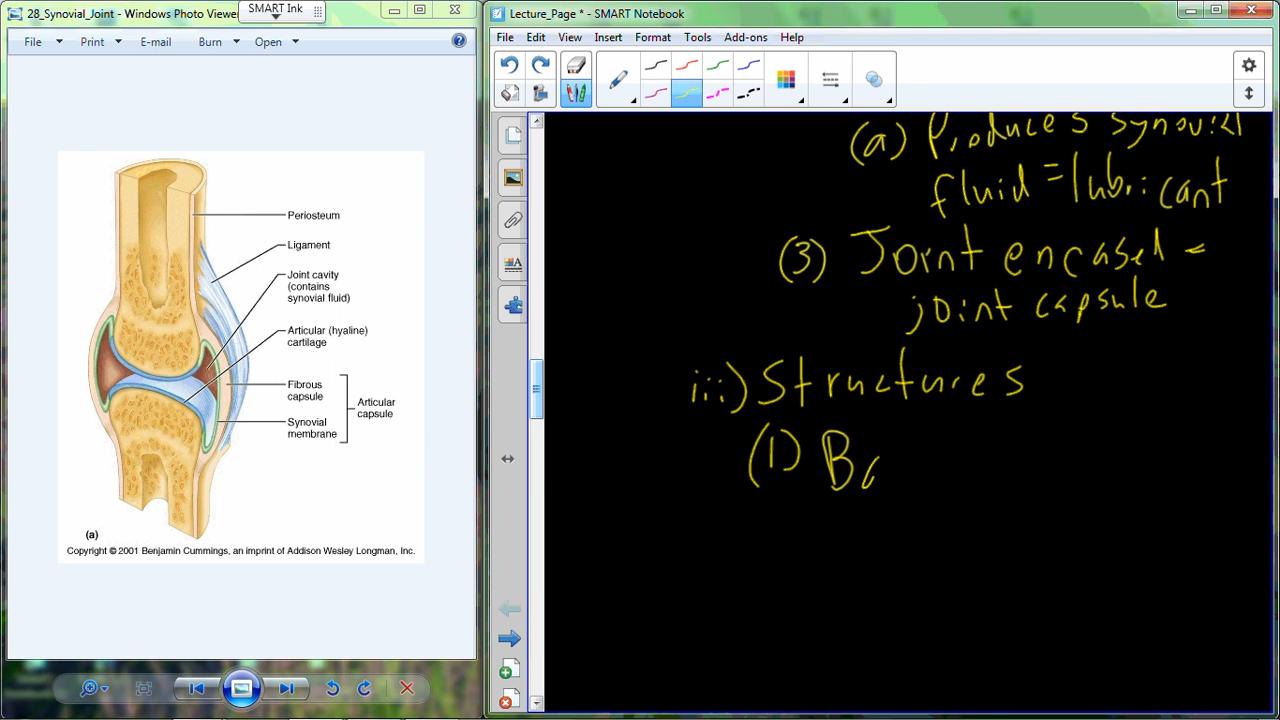 28_Synovial_Joint - Windows Photo Viewer
SMART Ink
File Print E-mail Burn Open
Periosteum
Ligament
Joint cavity
(contains
synovial fluid)
Articular (hyaline)
cartilage
Fibrous
capsule
Articular
capsule
Synovial
membrane
(a)
Copyright © 2001 Benjamin Cummings, an imprint of Addison Wesley Longman, Inc.
Lecture_Page * - SMART Notebook
File Edit View Insert Format Tools Add-ons Help
(a) Produces synovial
fluid = lubricant
(3) Joint encased -
joint capsule
iii) Structures
(1) B